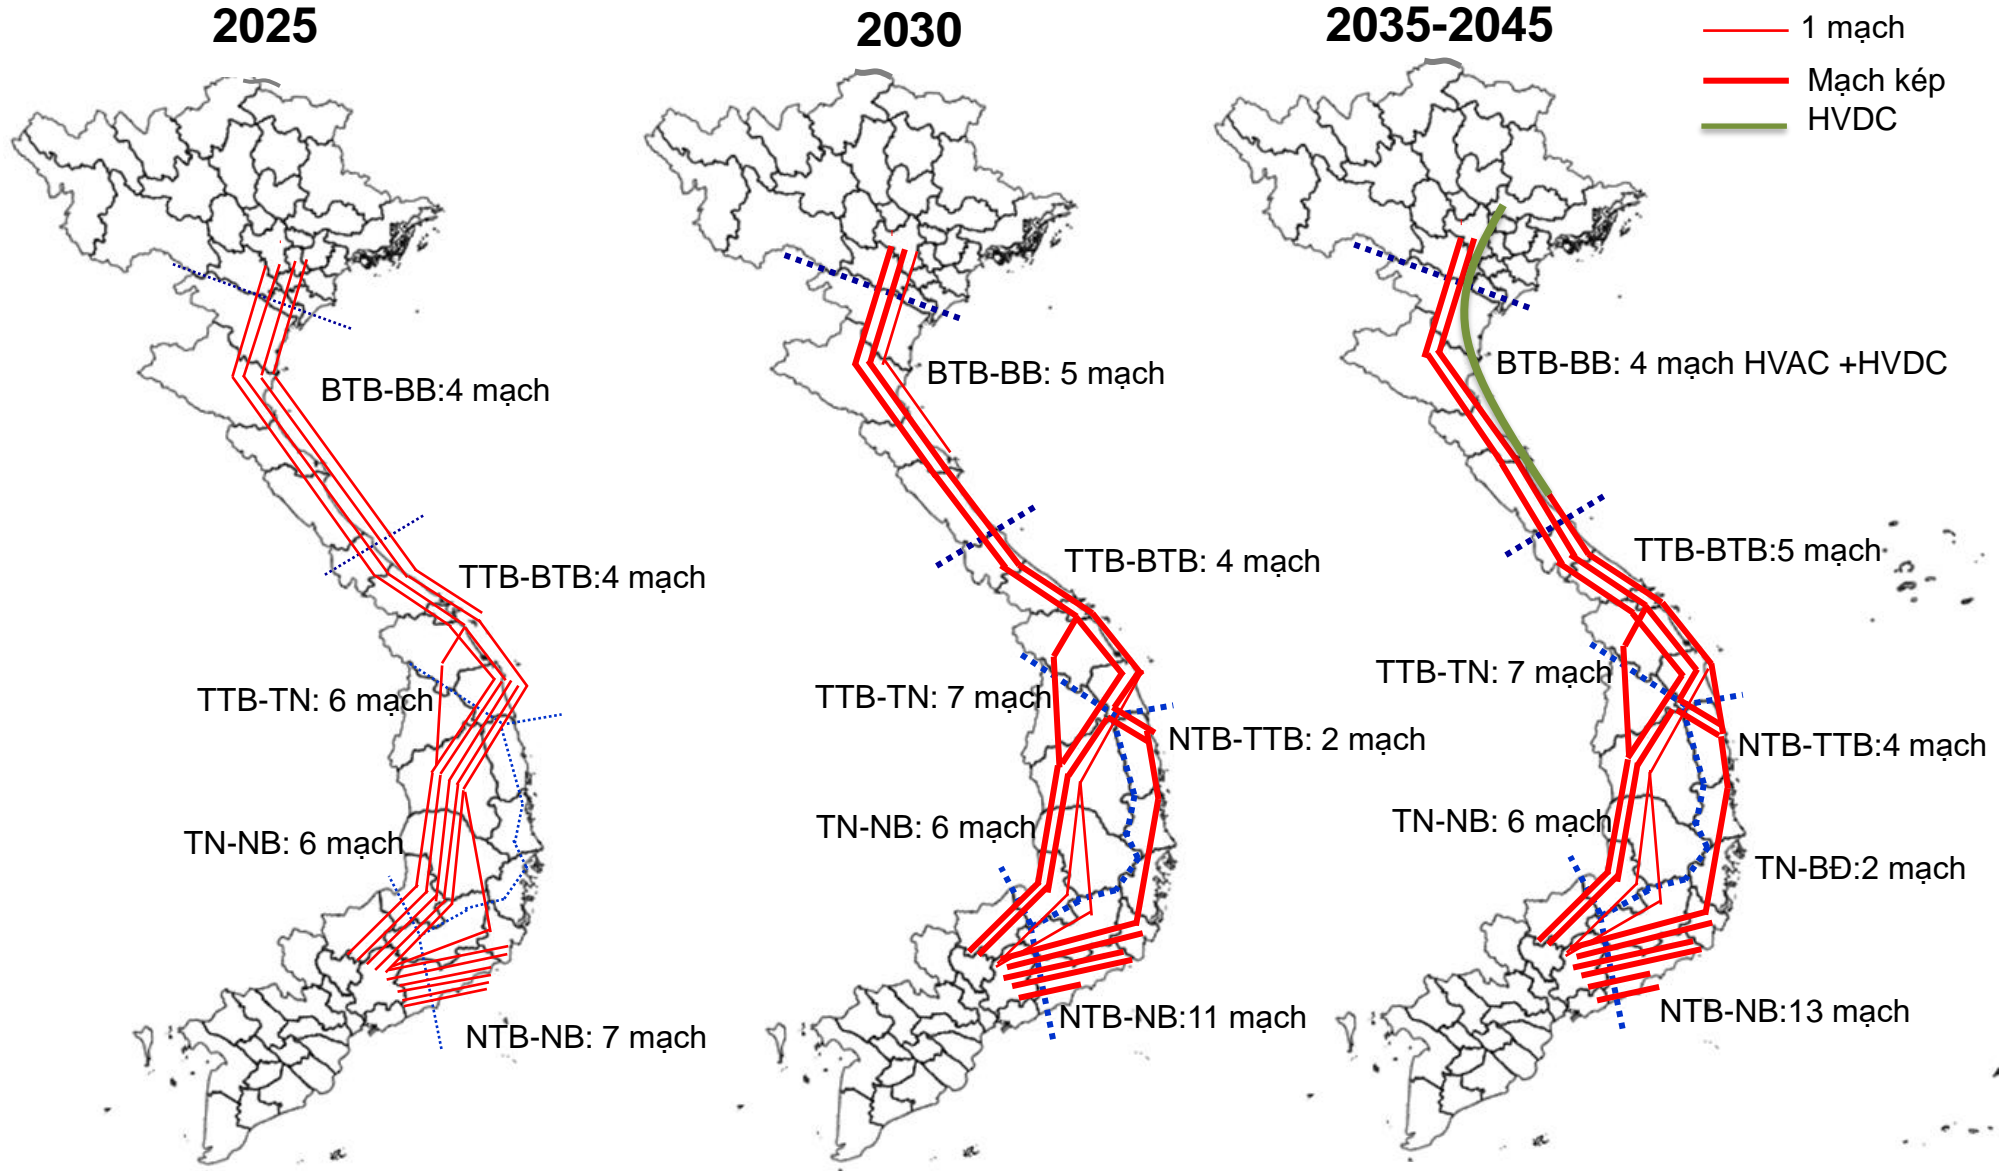 2025
2030
2035-2045
1 mạch
Mạch kép
HVDC
BTB-BB:4 mạch
TTB-BTB:4 mạch
TTB-TN: 6 mạch
TN-NB: 6 mạch
NTB-NB: 7 mạch
BTB-BB: 5 mạch
TTB-BTB: 4 mạch
TTB-TN: 7 mạch
NTB-TTB: 2 mạch
TN-NB: 6 mạch
NTB-NB:11 mạch
BTB-BB: 4 mạch HVAC +HVDC
TTB-BTB:5 mạch
TTB-TN: 7 mạch
NTB-TTB:4 mạch
TN-NB: 6 mạch
TN-BĐ:2 mạch
NTB-NB:13 mạch